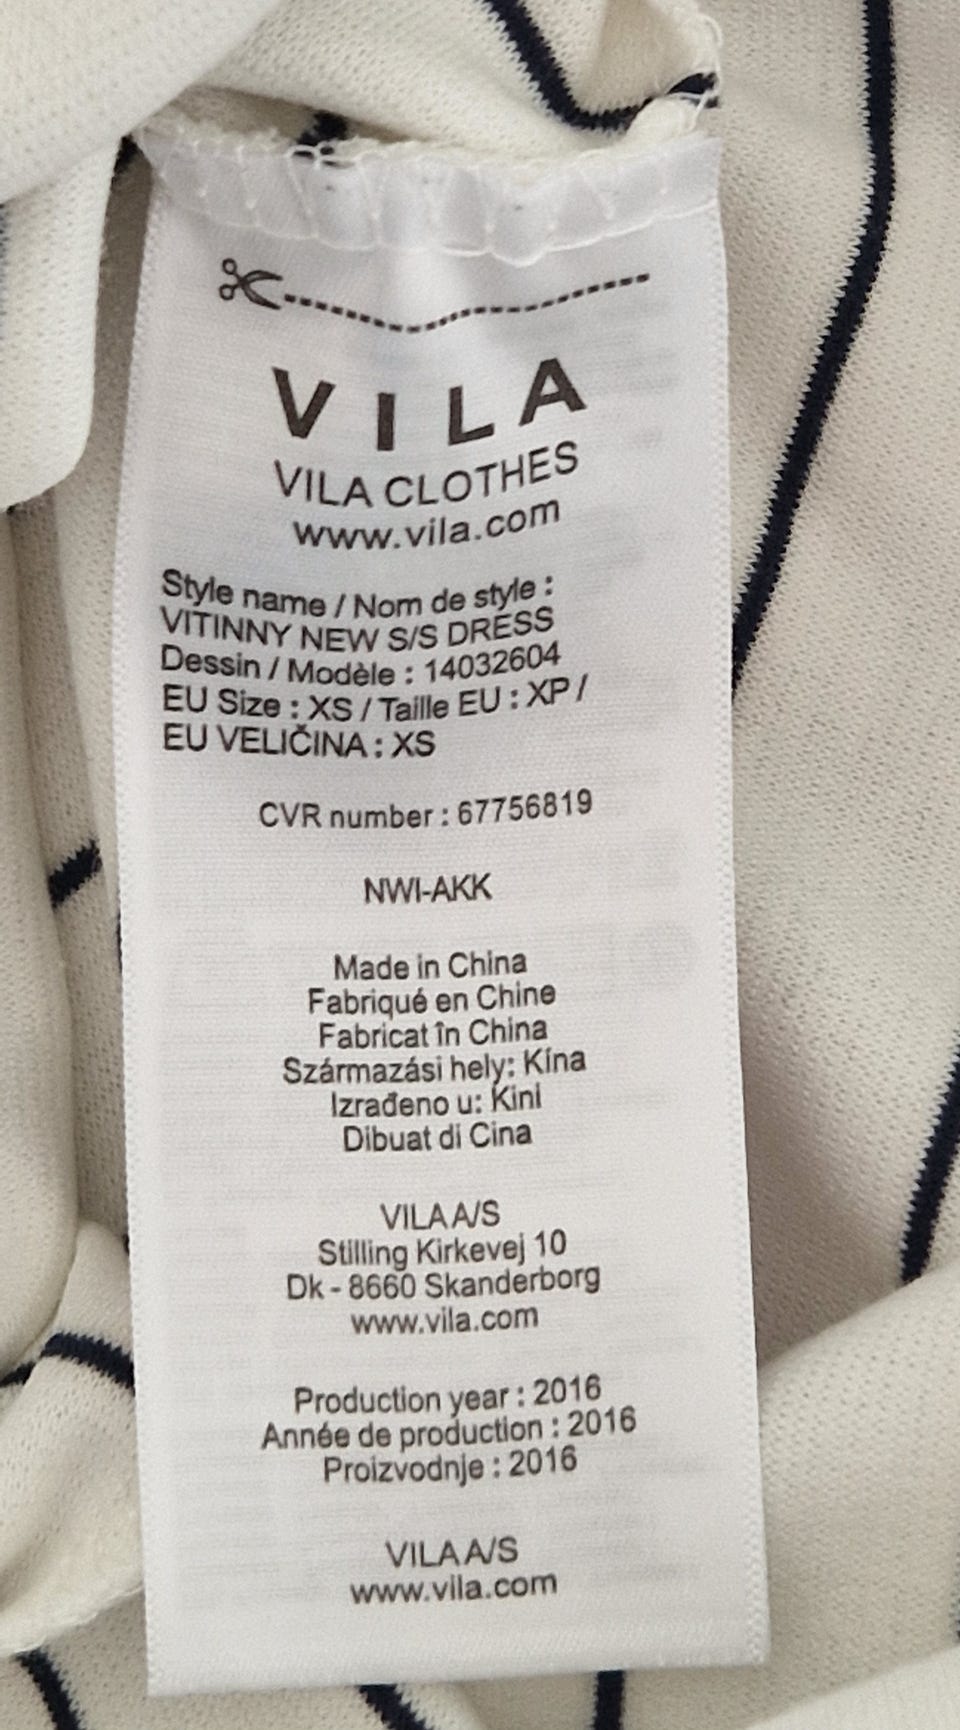 VILA
VILA CLOTHES
www.vila.com
Style name / Nom de style :
VITINNY NEW S/S DRESS
Dessin / Modèle : 14032604
EU Size : XS / Taille EU : XP /
EU VELIČINA : XS
CVR number : 67756819
NWI-AKK
Made in China
Fabriqué en Chine
Fabricat în China
Származási hely: Kína
Izrađeno u: Kini
Dibuat di Cina
VILA A/S
Stilling Kirkevej 10
Dk - 8660 Skanderborg
www.vila.com
Production year : 2016
Année de production : 2016
Proizvodnje : 2016
VILA A/S
www.vila.com